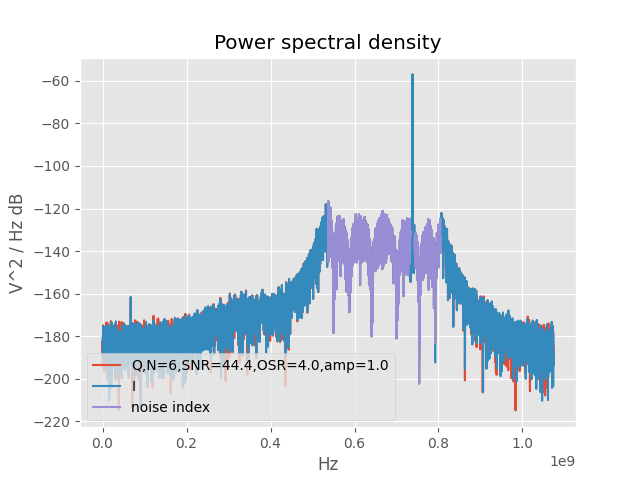 Power spectral density
V^2 / Hz dB
−60
−80
−100
−120
−140
−160
−180
−200
−220
Q,N=6,SNR=44.4,OSR=4.0,amp=1.0
I
noise index
0.0 0.2 0.4 0.6 0.8 1.0
1e9
Hz